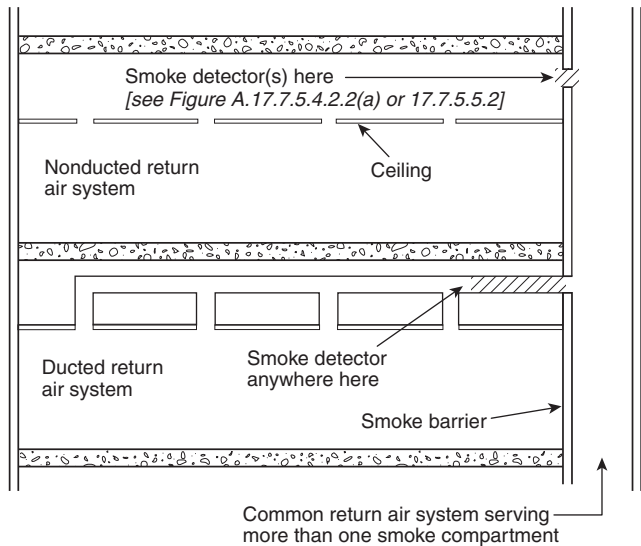 Smoke detector(s) here
[see Figure A.17.7.5.4.2.2(a) or 17.7.5.5.2]
Nonducted return
air system
Ceiling
Ducted return
air system
Smoke detector
anywhere here
Smoke barrier
Common return air system serving
more than one smoke compartment